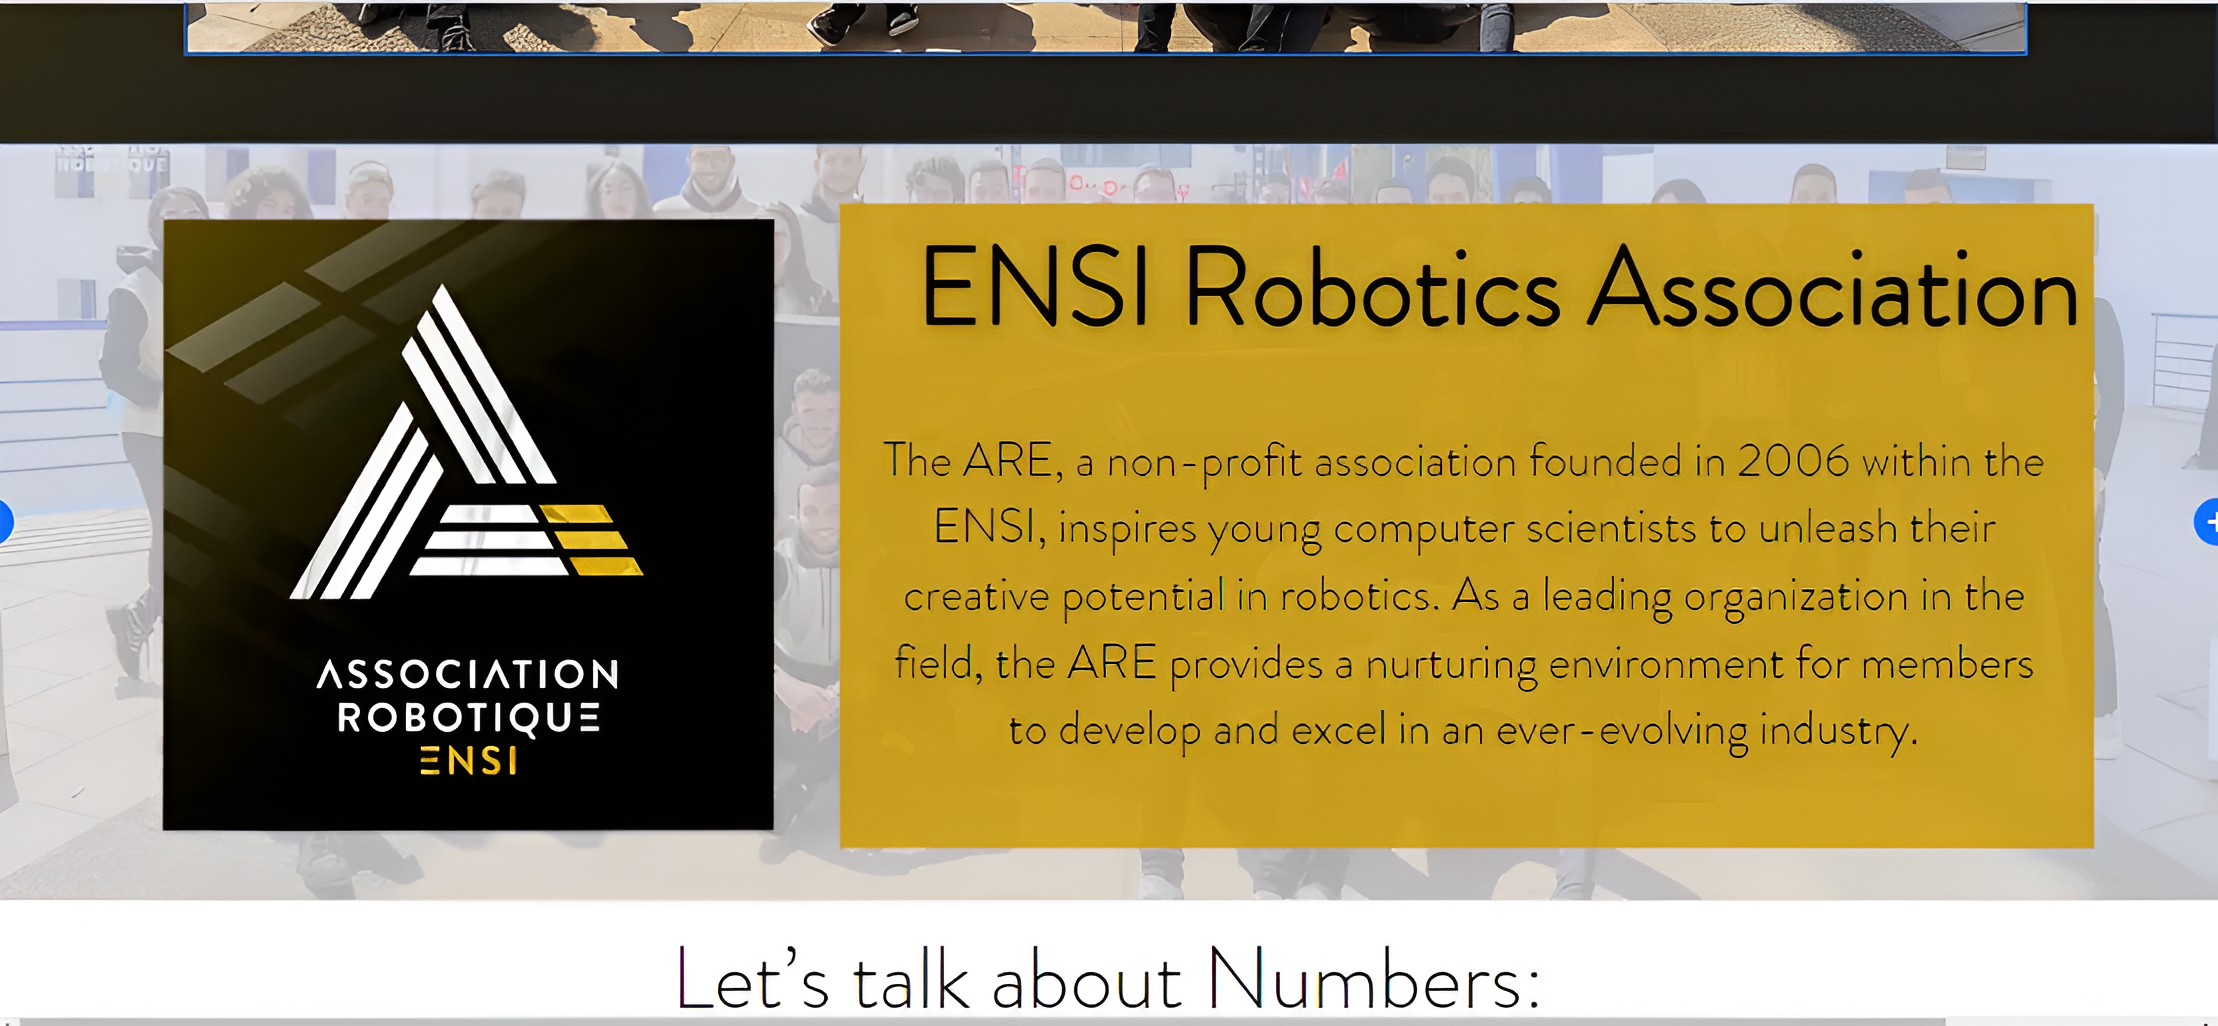 ASSOCIATION
ROBOTIQUE
ENSI
ENSI Robotics Association
The ARE, a non-profit association founded in 2006 within the
ENSI, inspires young computer scientists to unleash their
creative potential in robotics. As a leading organization in the
field, the ARE provides a nurturing environment for members
to develop and excel in an ever-evolving industry.
Let's talk about Numbers: